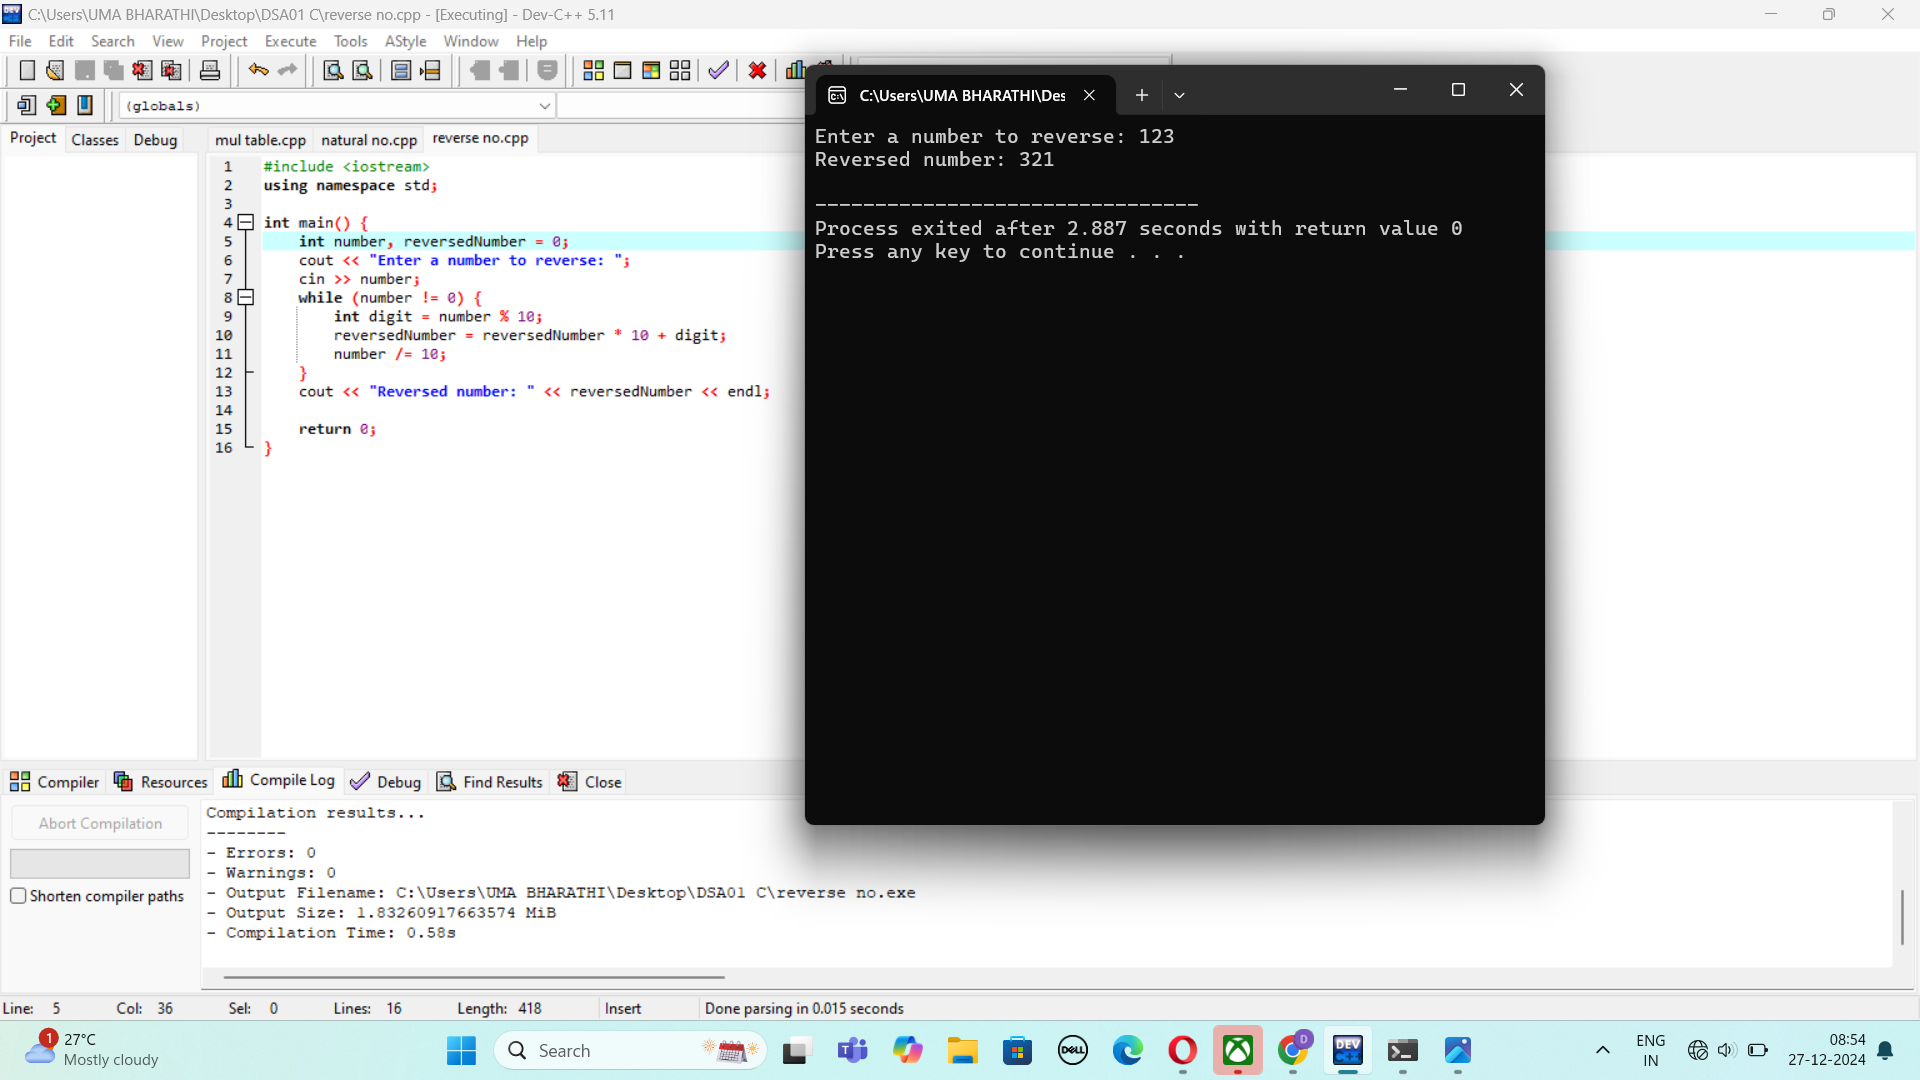 C:\Users\UMA BHARATHI\Desktop\DSA01 C\reverse no.cpp - [Executing] - Dev-C++ 5.11
File Edit Search View Project Execute Tools AStyle Window Help
(globals)
Project Classes Debug
mul table.cpp natural no.cpp reverse no.cpp
1 #include <iostream>
2 using namespace std;
3
4 int main() {
5 int number, reversedNumber = 0;
6 cout << "Enter a number to reverse: ";
7 cin >> number;
8 while (number != 0) {
9 int digit = number % 10;
10 reversedNumber = reversedNumber * 10 + digit;
11 number /= 10;
12 }
13 cout << "Reversed number: " << reversedNumber << endl;
14
15 return 0;
16 }
C:\Users\UMA BHARATHI\Des
Enter a number to reverse: 123
Reversed number: 321
--------------------------------
Process exited after 2.887 seconds with return value 0
Press any key to continue . . .
Compiler Resources Compile Log Debug Find Results Close
Abort Compilation
Shorten compiler paths
Compilation results...
--------
- Errors: 0
- Warnings: 0
- Output Filename: C:\Users\UMA BHARATHI\Desktop\DSA01 C\reverse no.exe
- Output Size: 1.83260917663574 MiB
- Compilation Time: 0.58s
Line: 5 Col: 36 Sel: 0 Lines: 16 Length: 418 Insert Done parsing in 0.015 seconds
1
27°C
Mostly cloudy
Search
DELL
D
DEV
C++
ENG
IN
08:54
27-12-2024